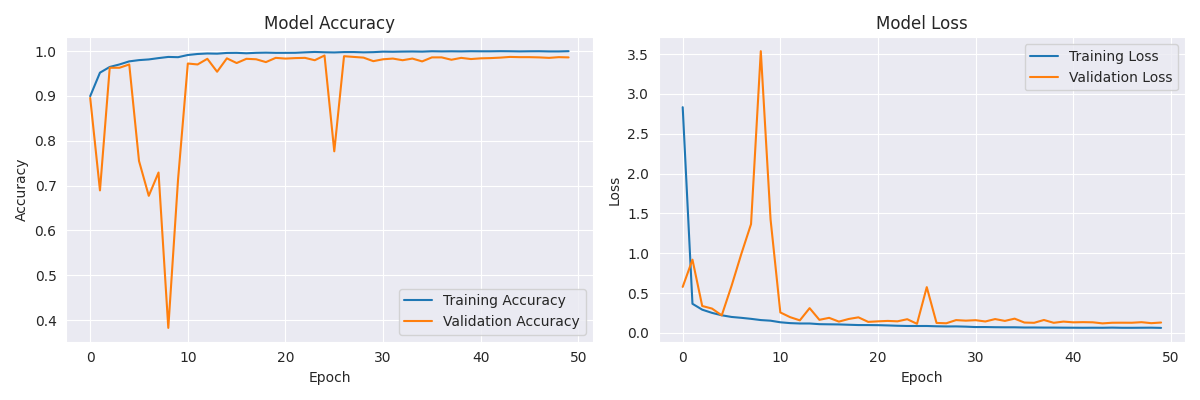 Model Accuracy
1.0
0.9
0.8
0.7
0.6
0.5
0.4
Accuracy
0 10 20 30 40 50
Epoch
Training Accuracy
Validation Accuracy
Model Loss
3.5
3.0
2.5
2.0
1.5
1.0
0.5
0.0
Loss
0 10 20 30 40 50
Epoch
Training Loss
Validation Loss